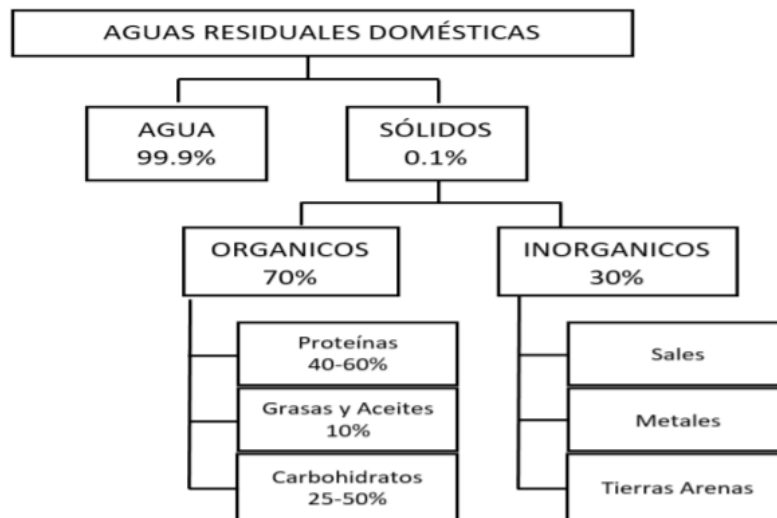 AGUAS RESIDUALES DOMÉSTICAS
AGUA
99.9%
SÓLIDOS
0.1%
ORGANICOS
70%
INORGANICOS
30%
Proteínas
40-60%
Grasas y Aceites
10%
Carbohidratos
25-50%
Sales
Metales
Tierras Arenas